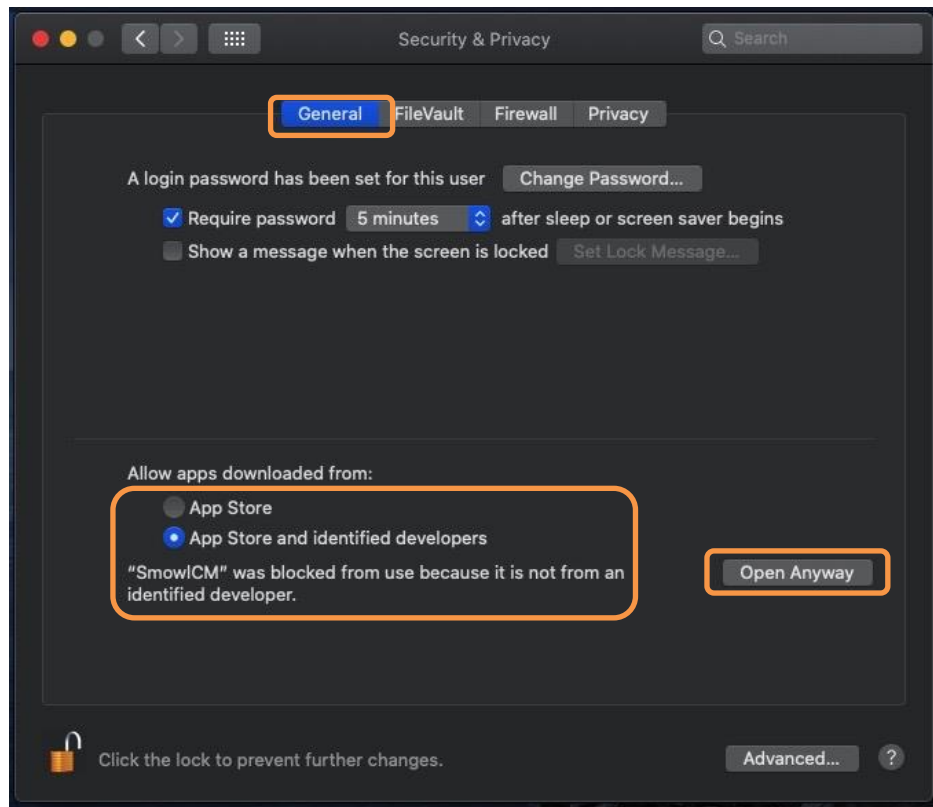 Security & Privacy
Search
General FileVault Firewall Privacy
A login password has been set for this user Change Password...
Require password 5 minutes after sleep or screen saver begins
Show a message when the screen is locked Set Lock Message...
Allow apps downloaded from:
App Store
App Store and identified developers
“SmowlCM” was blocked from use because it is not from an
identified developer.
Open Anyway
Click the lock to prevent further changes.
Advanced...
?